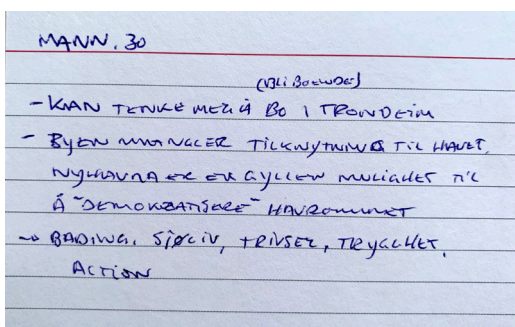 MANN. 30
(BLI BOENDE)
- KAN TENKE MEG Å BO I TRONDEIM
- BYEN MANGLER TILKNYTNING TIL HAVET.
NYHAVNA ER EN GYLLEN MULIGHET TIL
Å "DEMOKRATISERE" HAVROMMET
→ BADING, SJØLIV, TRIVSEL, TRYGGHET,
ACTION